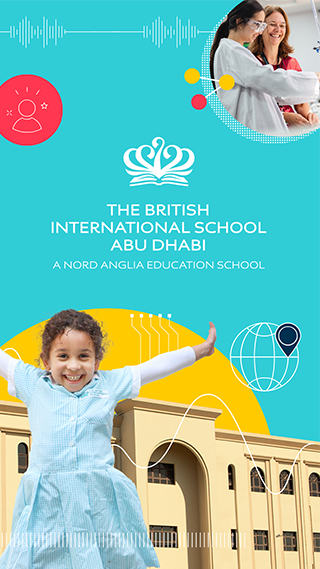 THE BRITISH
INTERNATIONAL SCHOOL
ABU DHABI
A NORD ANGLIA EDUCATION SCHOOL